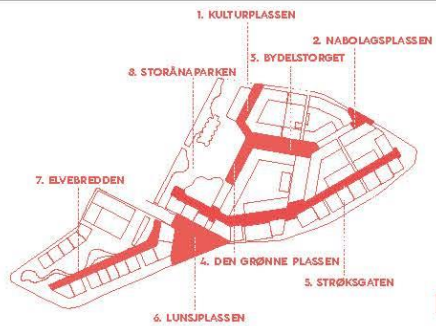 1. KULTURPLASSEN
2. NABOLAGSPLASSEN
3. BYDELSTORGET
8. STORÅNAPARKEN
7. ELVEBREDDEN
4. DEN GRØNNE PLASSEN
5. STRØKSGATEN
6. LUNSJPLASSEN